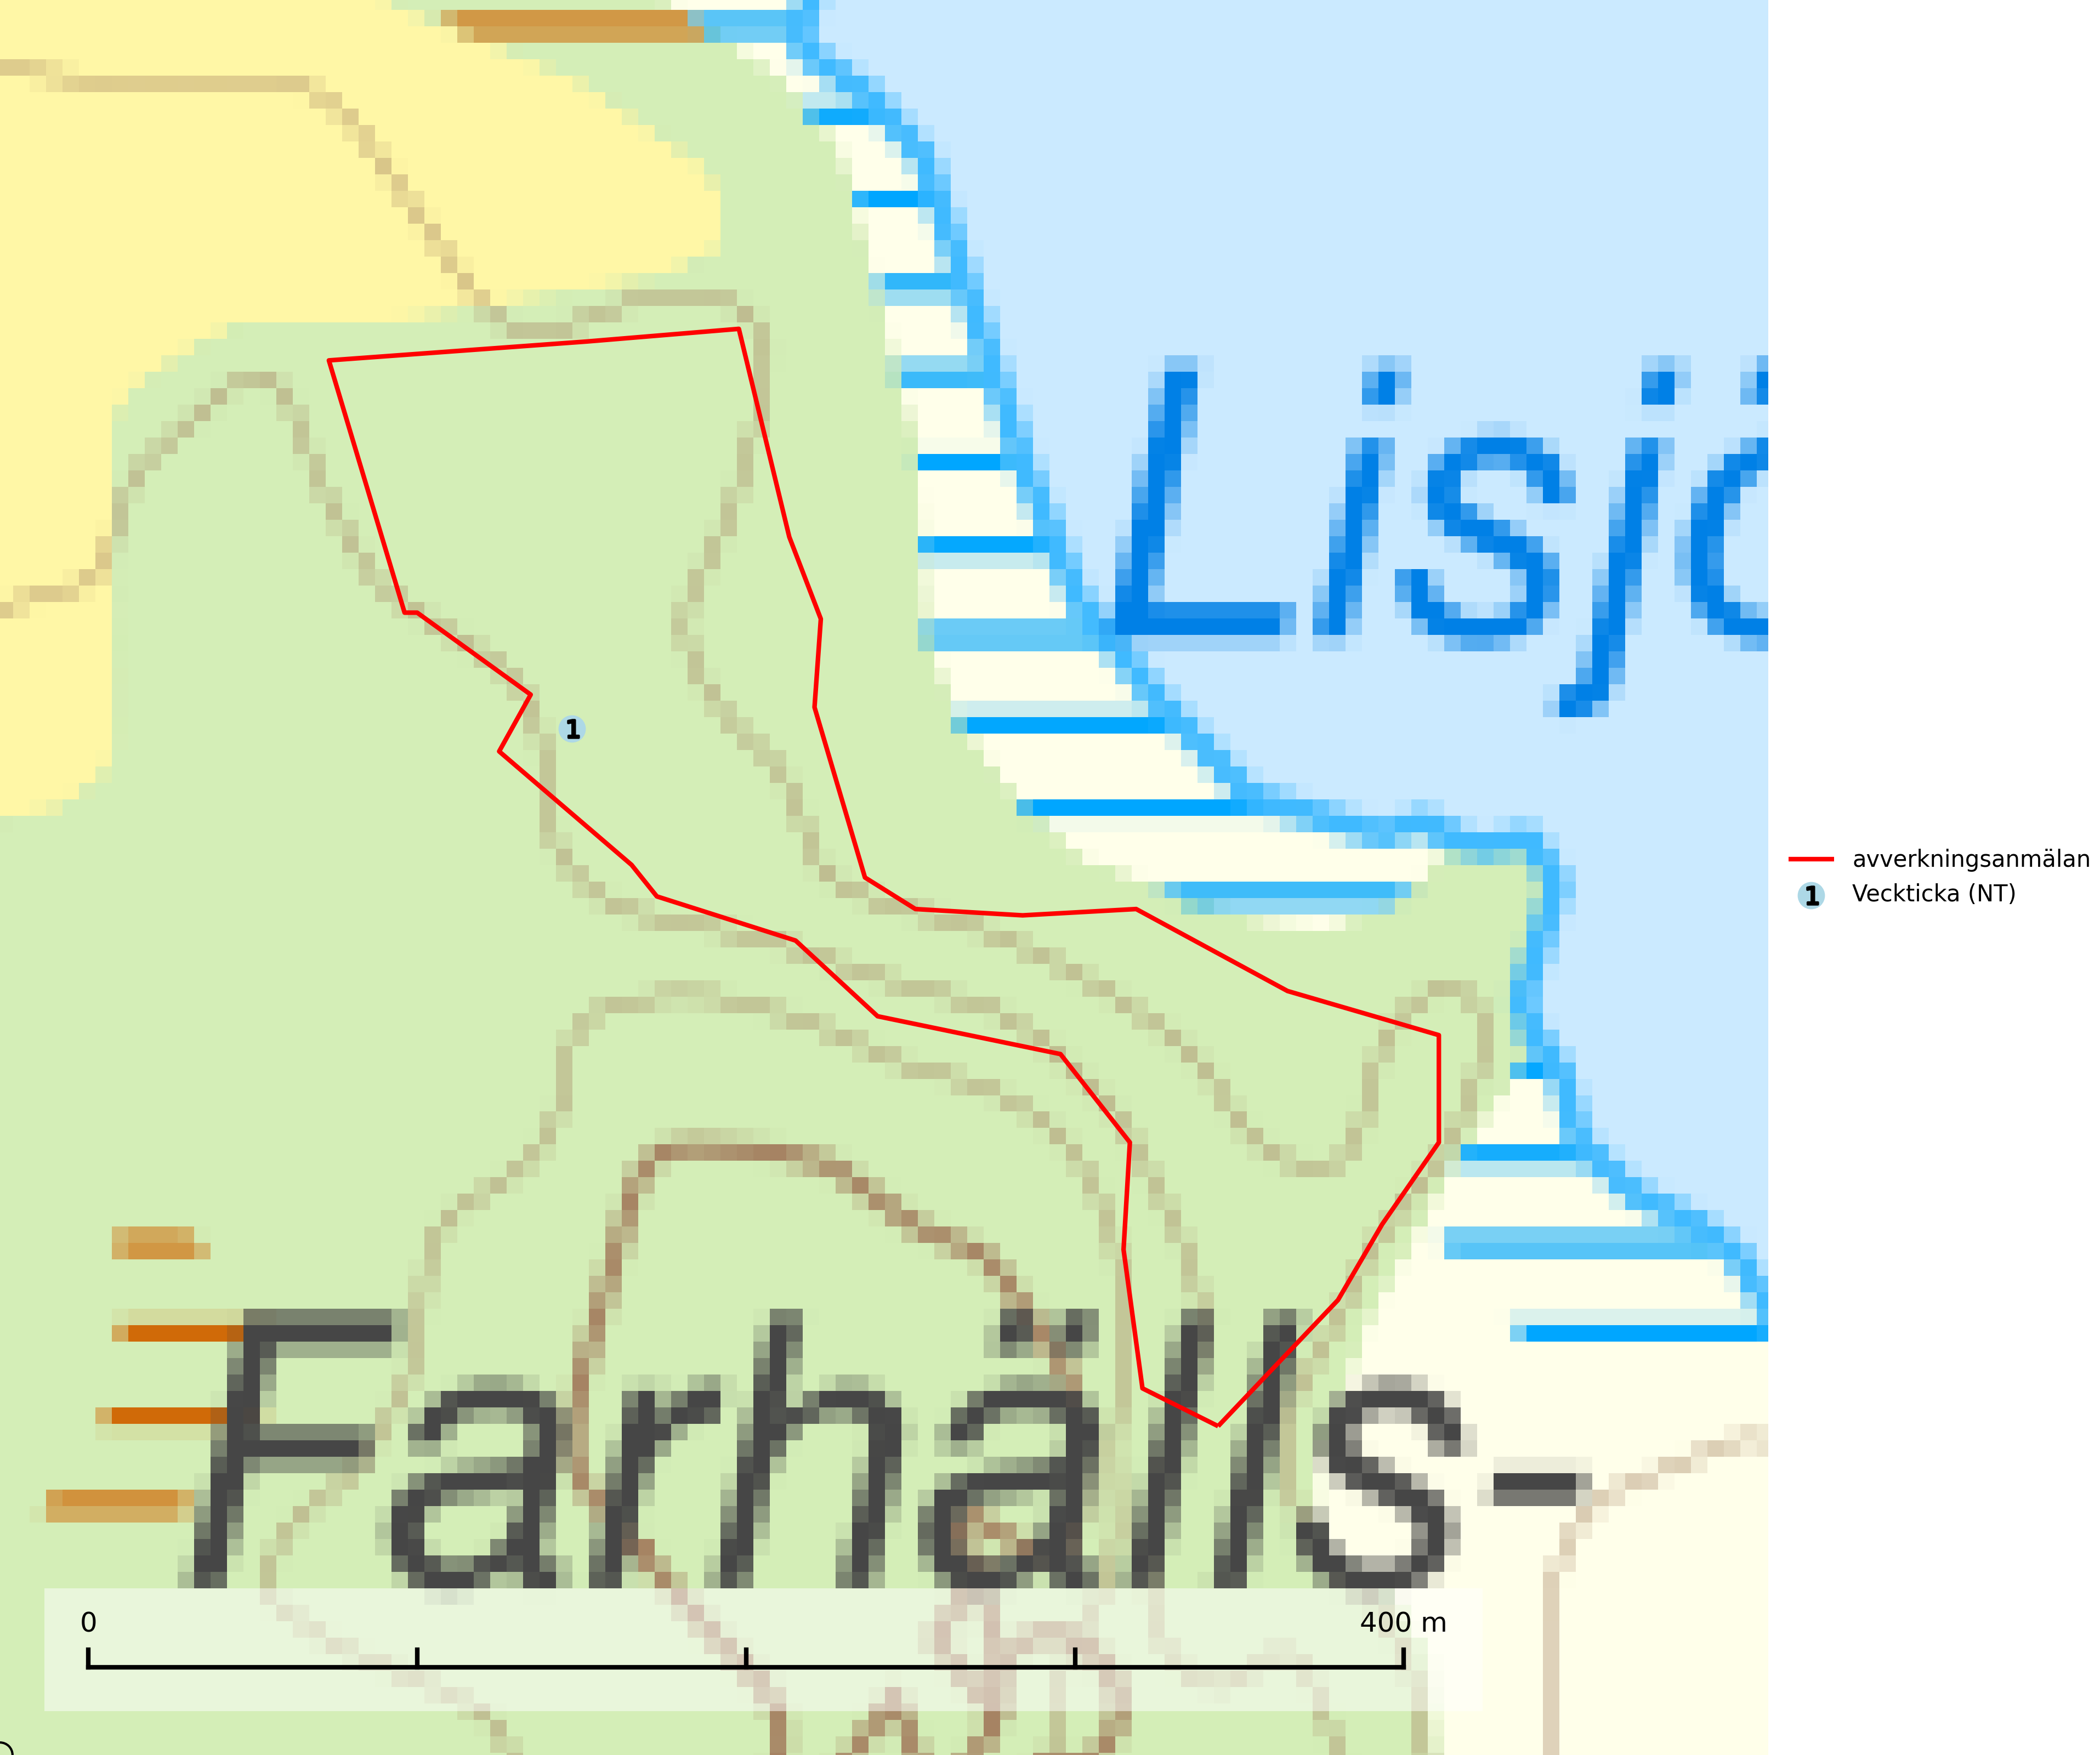 Lisjö
1
avverkningsanmälan
1 Veckticka (NT)
Farhälls-
0 400 m